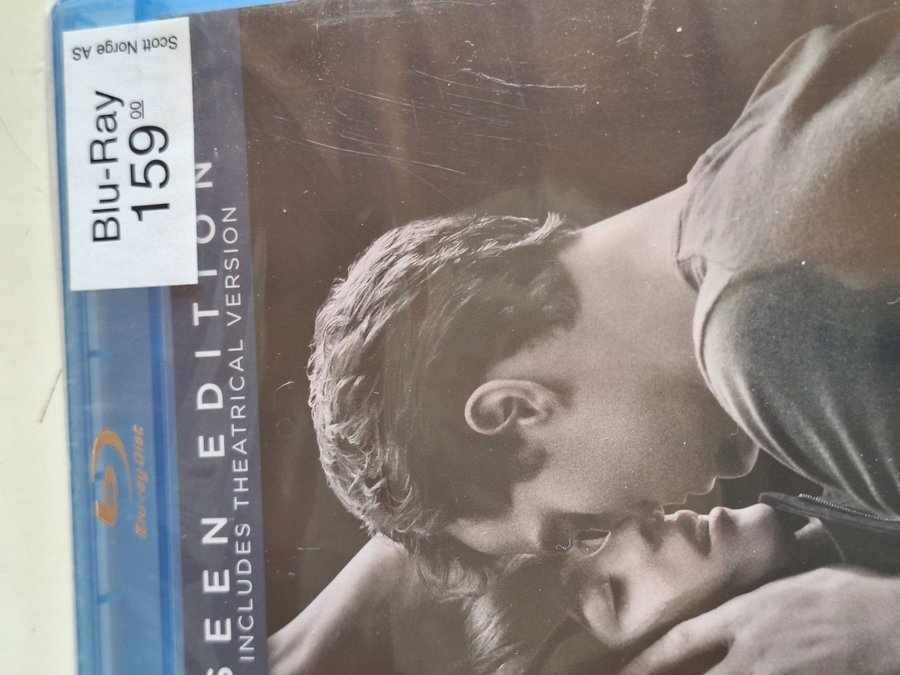 Scott Norge AS
Blu-Ray
159 00
Blu-ray Disc
SEEN EDITION
INCLUDES THEATRICAL VERSION